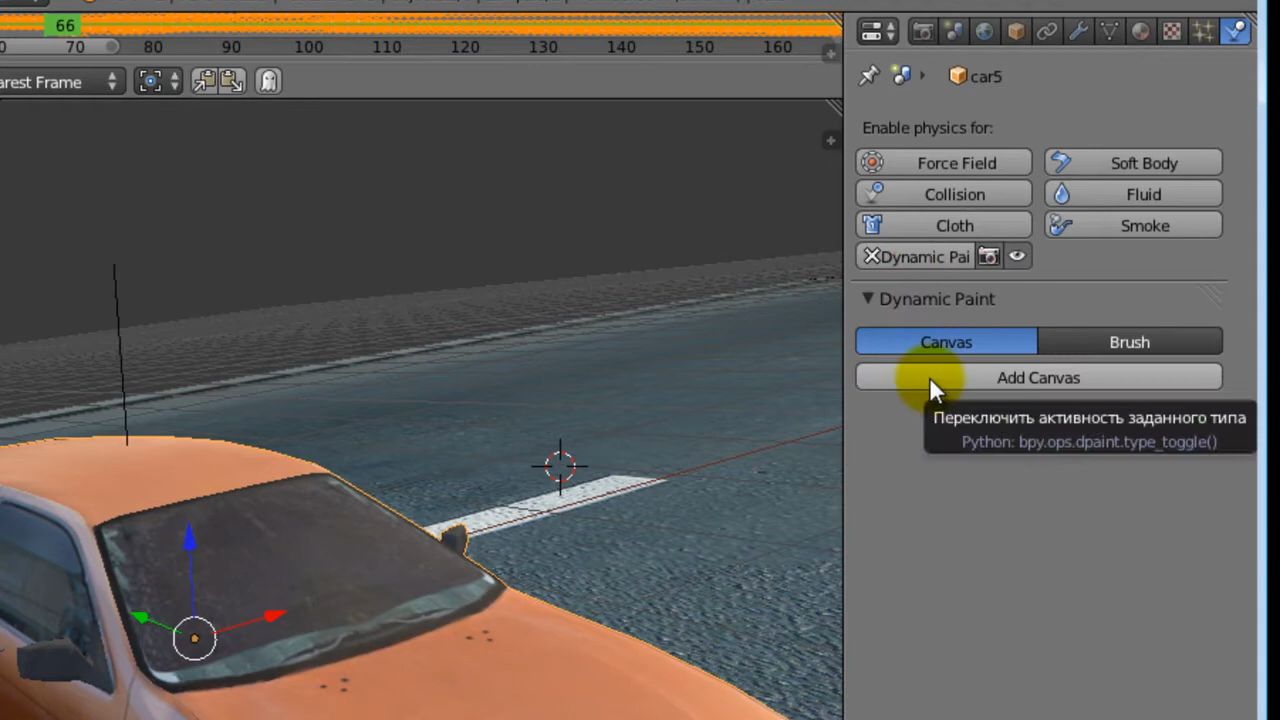 66
0 70 80 90 100 110 120 130 140 150 160
arest Frame
car5
Enable physics for:
Force Field Soft Body
Collision Fluid
Cloth Smoke
Dynamic Pai
Dynamic Paint
Canvas Brush
Add Canvas
Переключить активность заданного типа
Python: bpy.ops.dpaint.type_toggle()